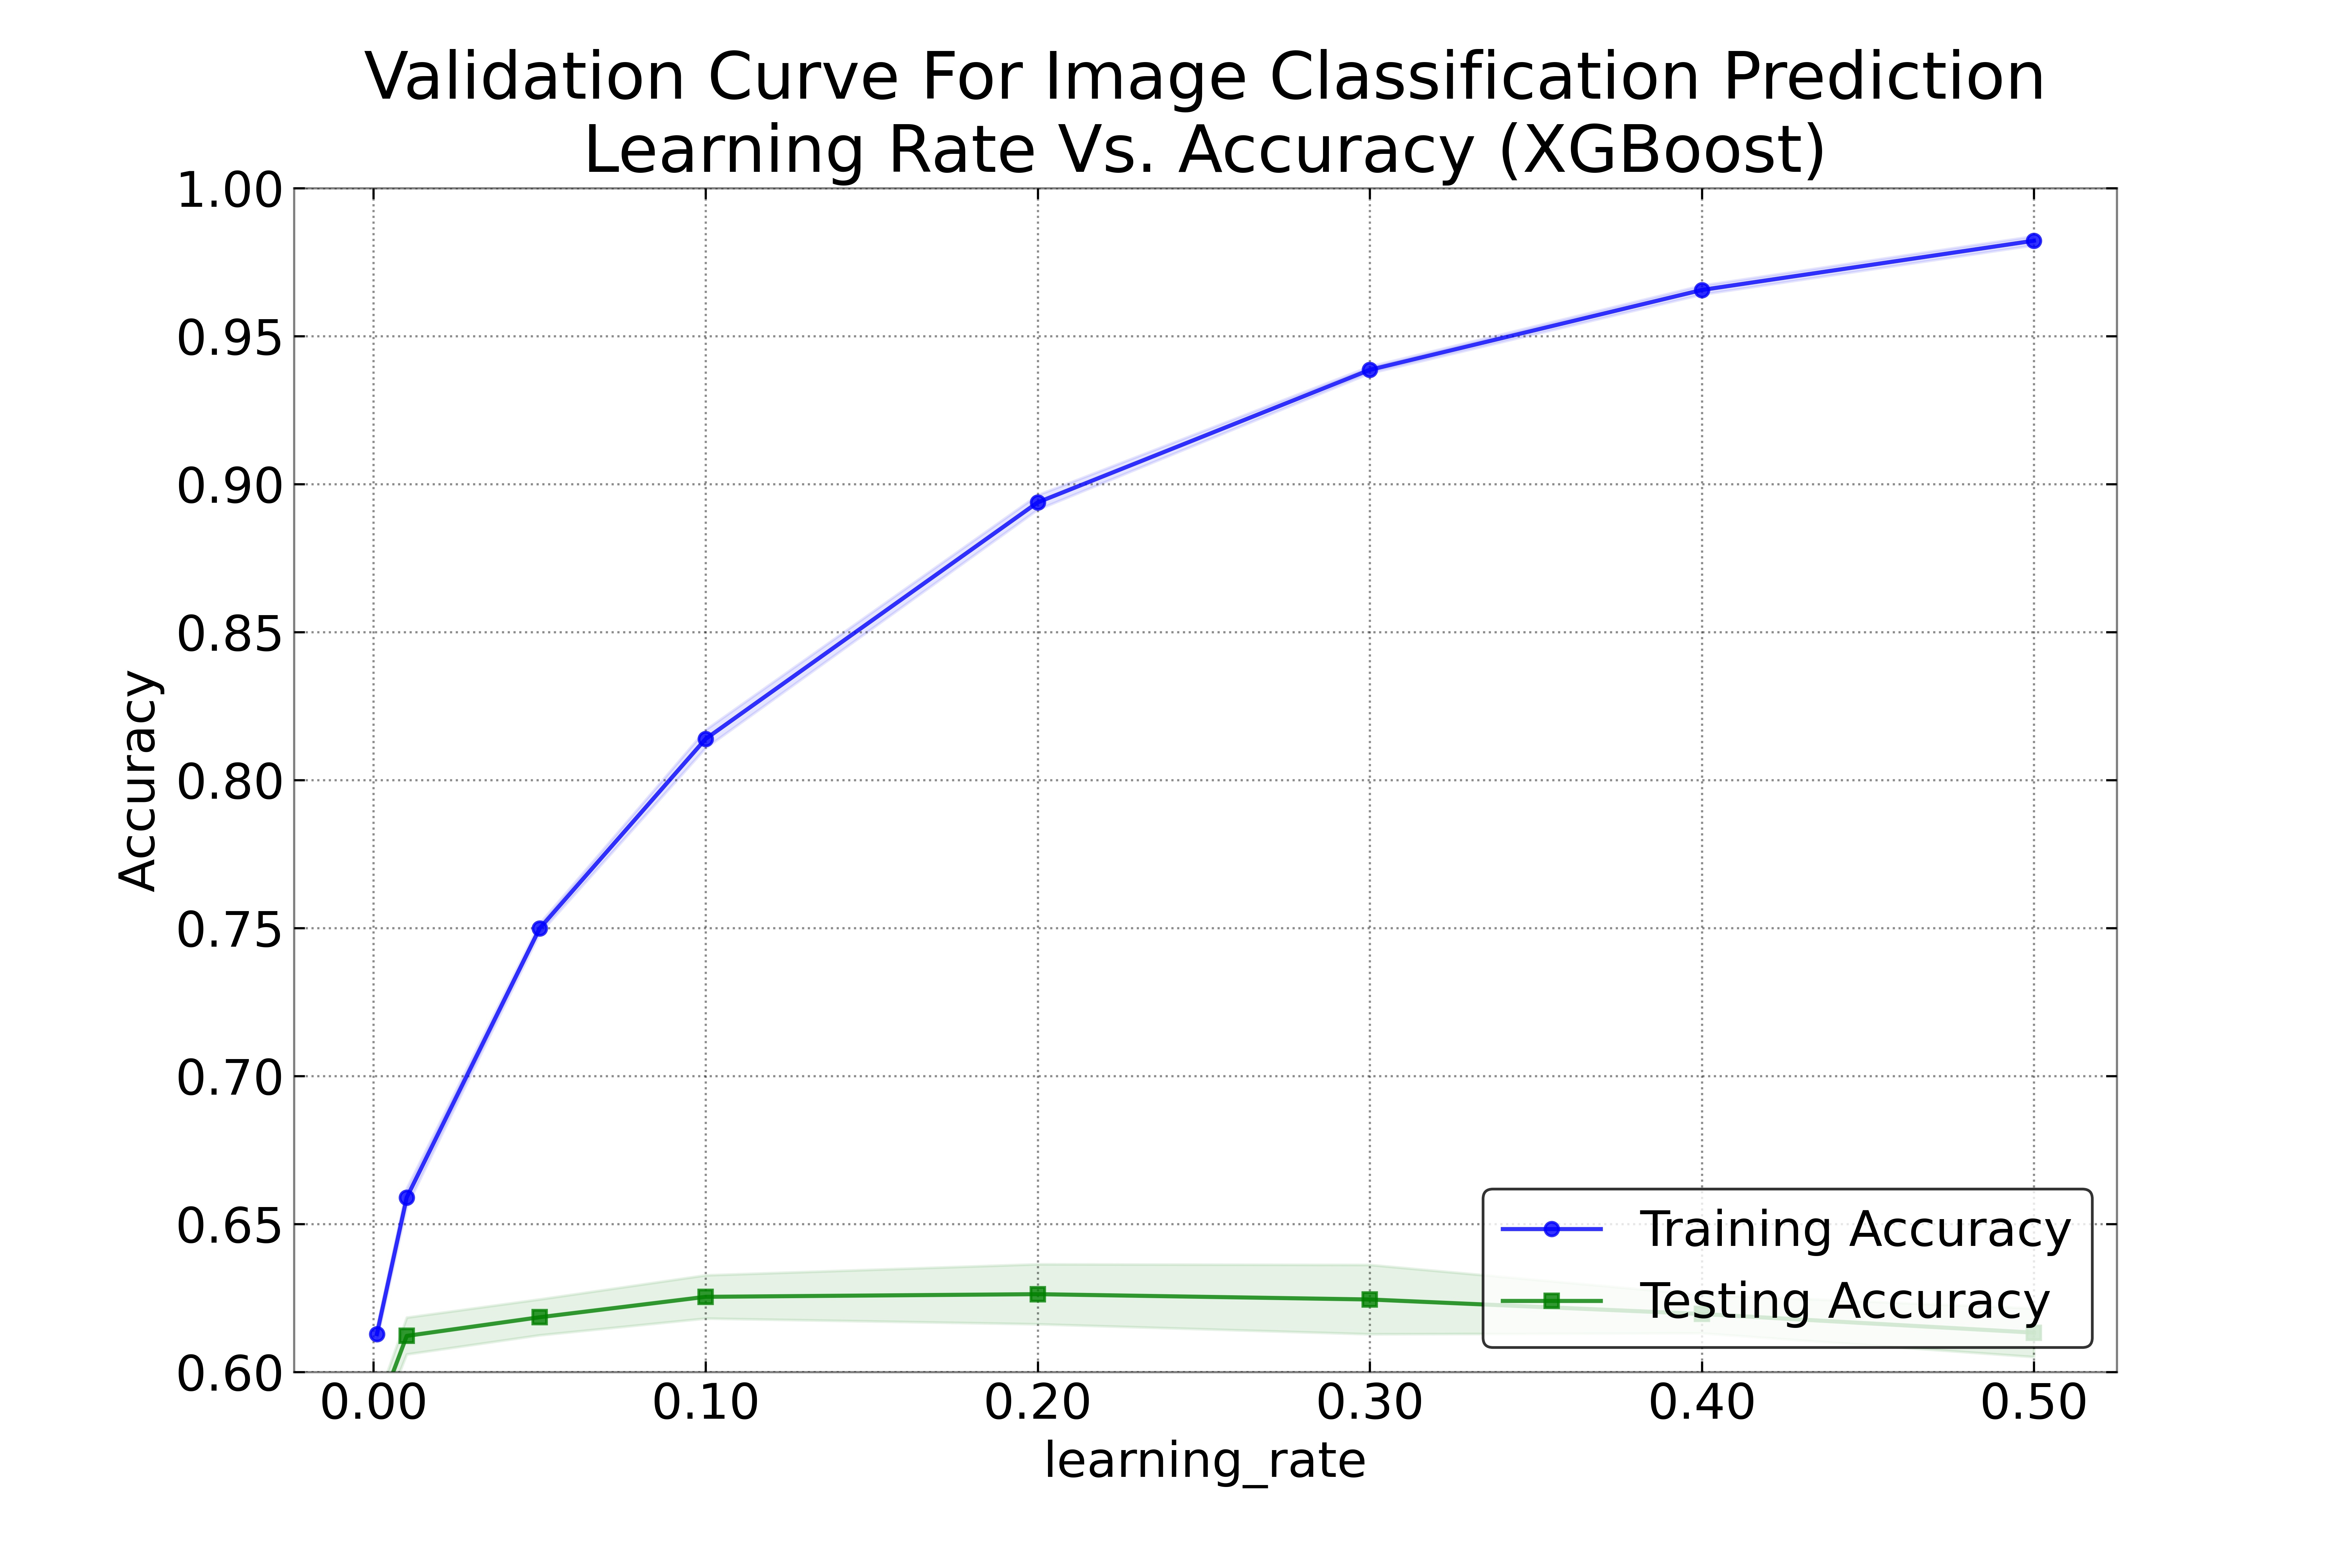 Validation Curve For Image Classification Prediction
Learning Rate Vs. Accuracy (XGBoost)
1.00
0.95
0.90
0.85
0.80
0.75
0.70
0.65
0.60
Accuracy
Training Accuracy
Testing Accuracy
0.00 0.10 0.20 0.30 0.40 0.50
learning_rate